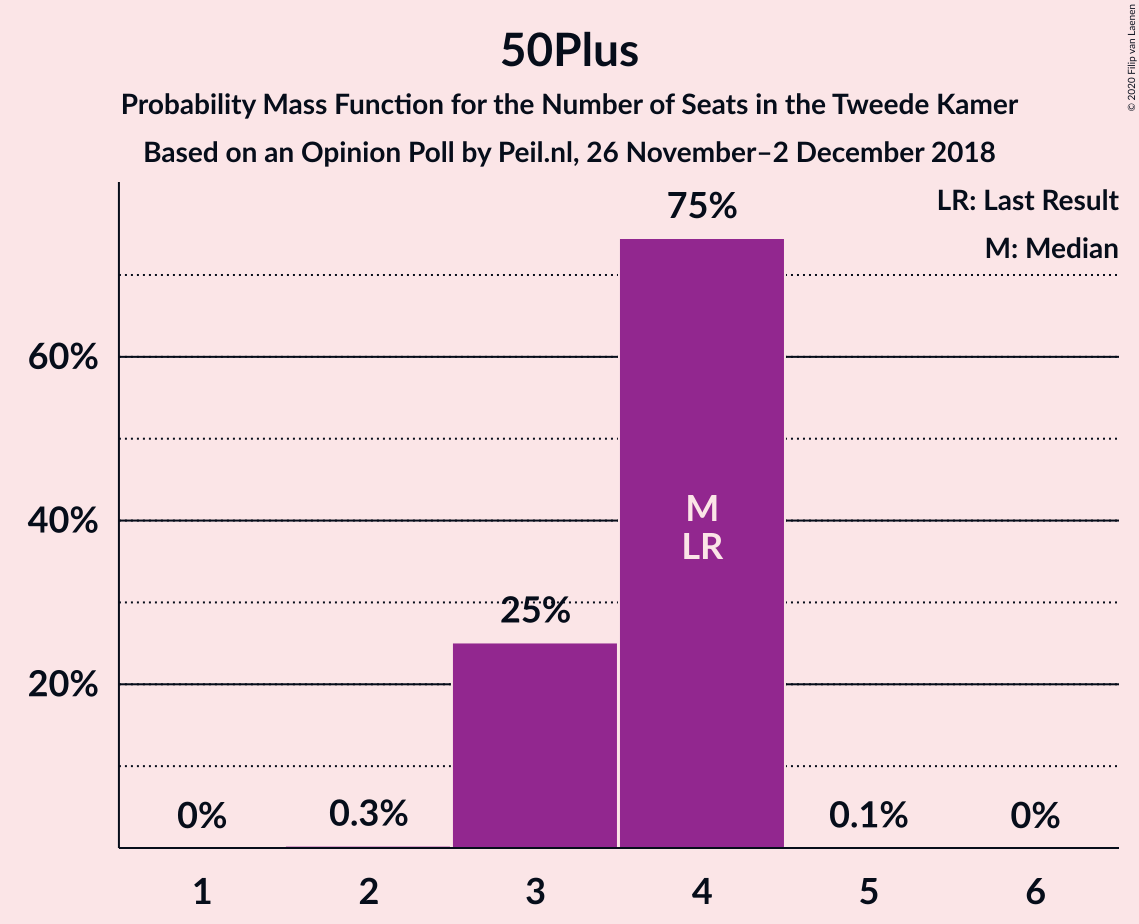 50Plus
Probability Mass Function for the Number of Seats in the Tweede Kamer
Based on an Opinion Poll by Peil.nl, 26 November–2 December 2018
© 2020 Filip van Laenen
LR: Last Result
M: Median
75%
60%
40%
20%
M
LR
25%
0%
0.3%
0.1%
0%
1
2
3
4
5
6